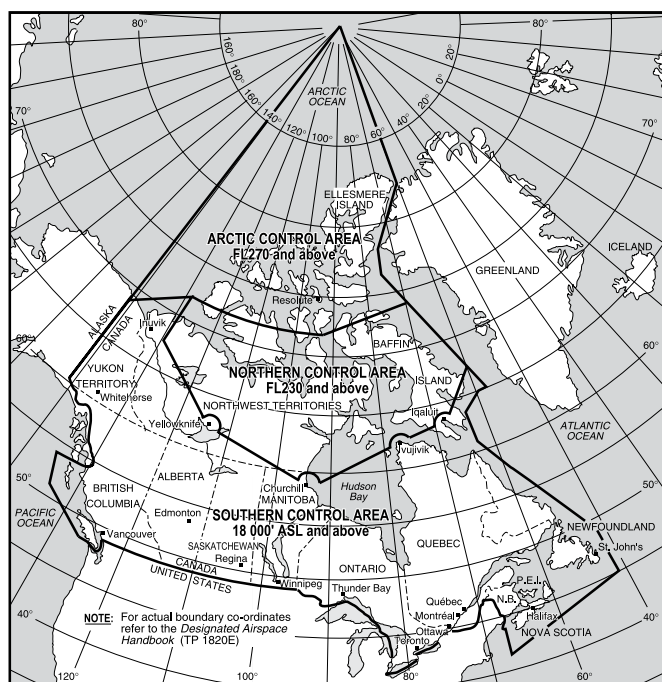 80°
80°
160°
160°
180°
160°
140°
120°
100°
80°
60°
40°
20°
0°
20°
ARCTIC
OCEAN
70°
70°
ELLESMERE
ISLAND
ARCTIC CONTROL AREA
FL270 and above
ICELAND
GREENLAND
Resolute
ALASKA
CANADA
Inuvik
BAFFIN
ISLAND
60°
60°
NORTHERN CONTROL AREA
FL230 and above
YUKON
TERRITORY
Whitehorse
NORTHWEST TERRITORIES
Yellowknife
Iqaluit
Ivujivik
ATLANTIC
OCEAN
50°
50°
ALBERTA
BRITISH
COLUMBIA
Churchill
MANITOBA
Hudson
Bay
PACIFIC
OCEAN
Edmonton
SOUTHERN CONTROL AREA
18 000' ASL and above
NEWFOUNDLAND
St. John's
Vancouver
QUEBEC
SASKATCHEWAN
Regina
ONTARIO
CANADA
UNITED STATES
Winnipeg
Thunder Bay
P.E.I.
N.B.
Québec
Montréal
Ottawa
Toronto
Halifax
NOVA SCOTIA
40°
40°
NOTE: For actual boundary co-ordinates
refer to the Designated Airspace
Handbook (TP 1820E)
120°
100°
80°
60°